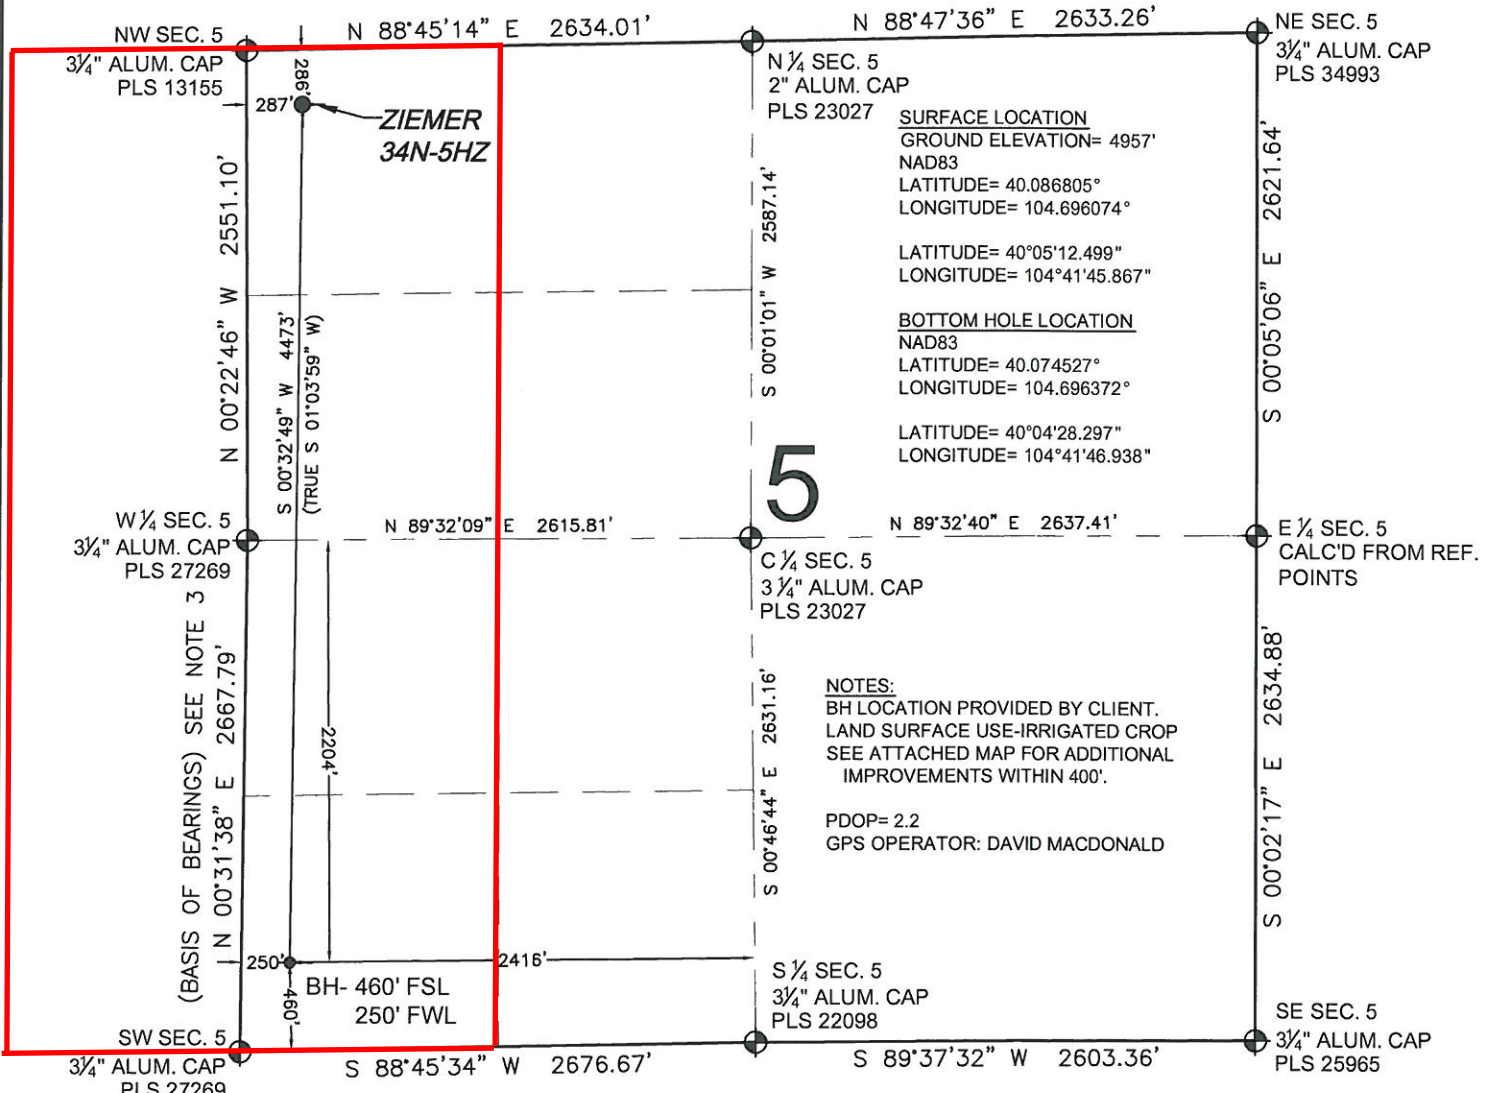 N 88°45'14" E 2634.01'
N 88°47'36" E 2633.26'
NW SEC. 5
3¼" ALUM. CAP
PLS 13155
N ¼ SEC. 5
2" ALUM. CAP
PLS 23027
NE SEC. 5
3¼" ALUM. CAP
PLS 34993
286'
287'
ZIEMER
34N-5HZ
SURFACE LOCATION
GROUND ELEVATION= 4957'
NAD83
LATITUDE= 40.086805°
LONGITUDE= 104.696074°
LATITUDE= 40°05'12.499"
LONGITUDE= 104°41'45.867"
BOTTOM HOLE LOCATION
NAD83
LATITUDE= 40.074527°
LONGITUDE= 104.696372°
LATITUDE= 40°04'28.297"
LONGITUDE= 104°41'46.938"
N 00°22'46" W 2551.10'
S 00°32'49" W 4473'
(TRUE S 01°03'59" W)
S 00°01'01" W 2587.14'
S 00°05'06" E 2621.64'
5
W ¼ SEC. 5
3¼" ALUM. CAP
PLS 27269
N 89°32'09" E 2615.81'
N 89°32'40" E 2637.41'
C ¼ SEC. 5
3 ¼" ALUM. CAP
PLS 23027
E ¼ SEC. 5
CALC'D FROM REF.
POINTS
(BASIS OF BEARINGS) SEE NOTE 3
N 00°31'38" E 2667.79'
2204'
S 00°46'44" E 2631.16'
S 00°02'17" E 2634.88'
NOTES:
BH LOCATION PROVIDED BY CLIENT.
LAND SURFACE USE-IRRIGATED CROP
SEE ATTACHED MAP FOR ADDITIONAL
IMPROVEMENTS WITHIN 400'.
PDOP= 2.2
GPS OPERATOR: DAVID MACDONALD
250'
2416'
460'
BH- 460' FSL
250' FWL
SW SEC. 5
3¼" ALUM. CAP
PLS 27269
S ¼ SEC. 5
3¼" ALUM. CAP
PLS 22098
SE SEC. 5
3¼" ALUM. CAP
PLS 25965
S 88°45'34" W 2676.67'
S 89°37'32" W 2603.36'